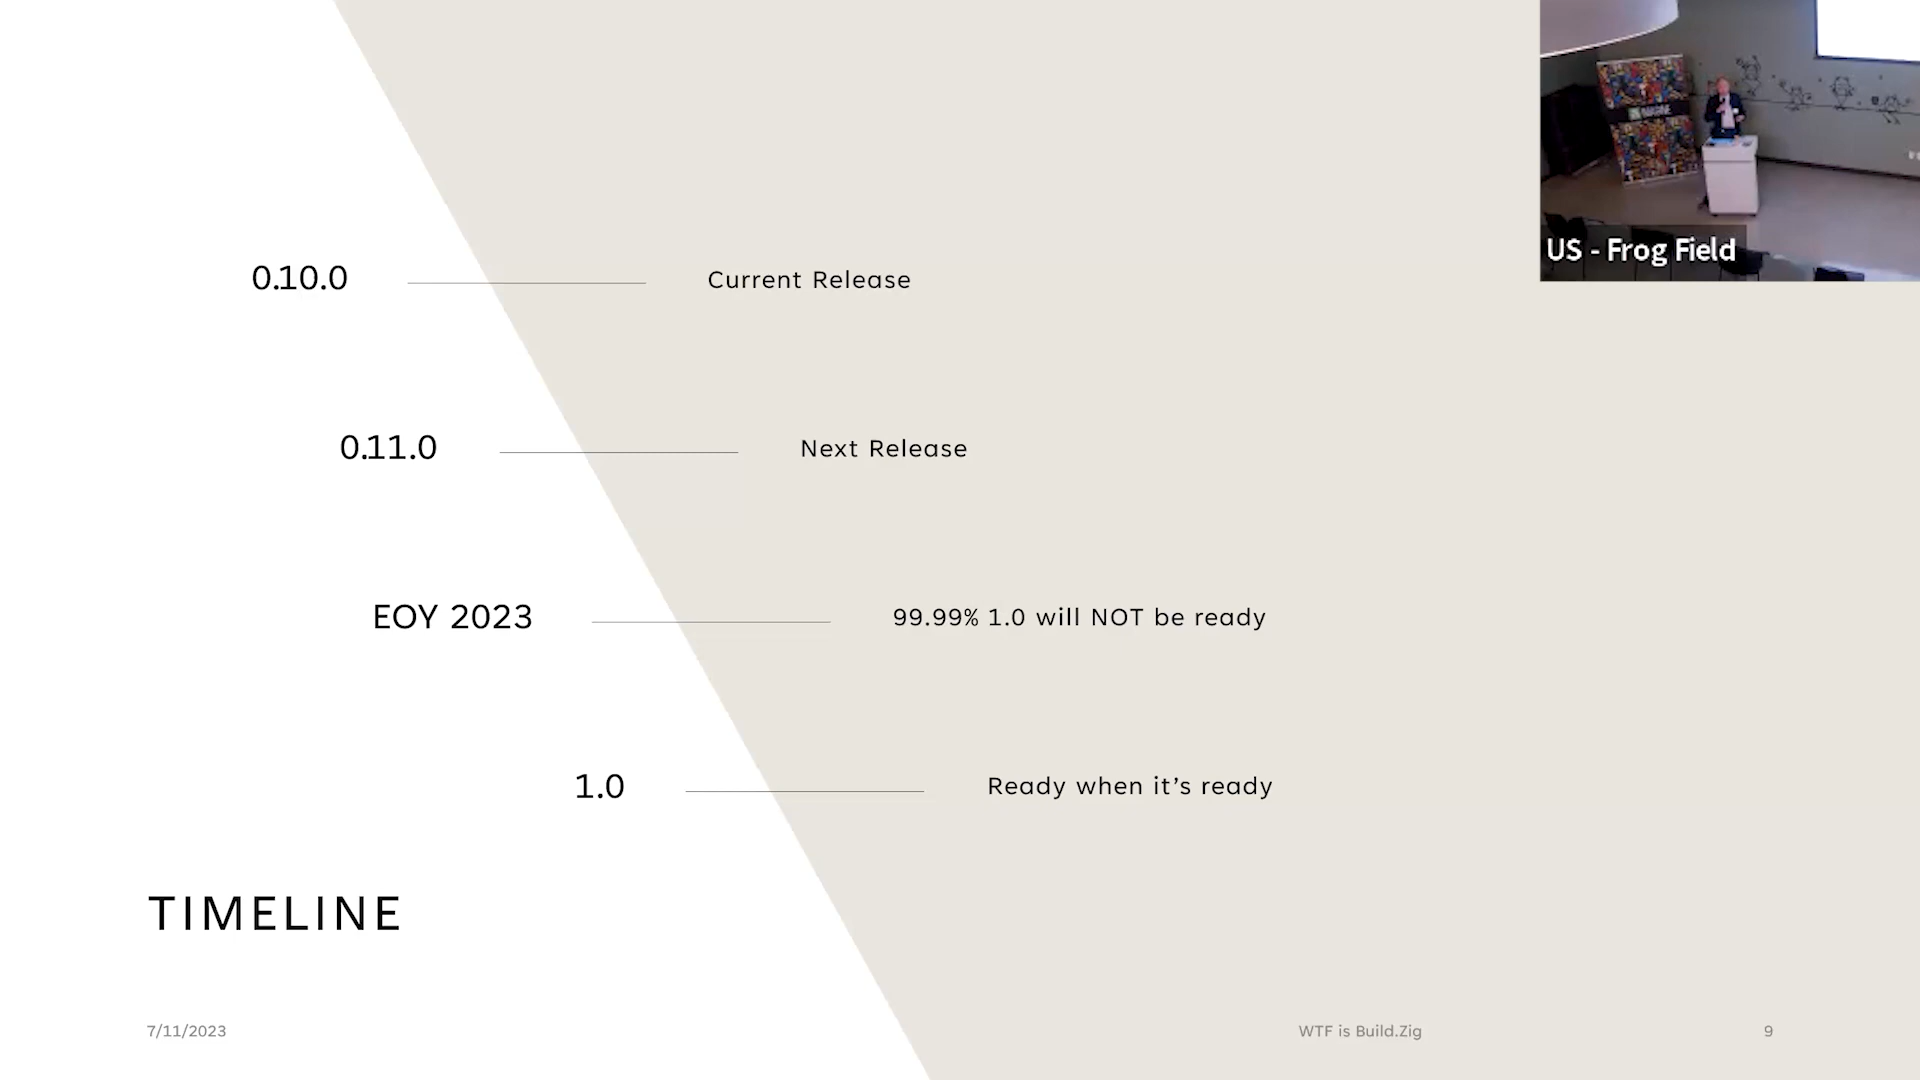 0.10.0 Current Release
0.11.0 Next Release
EOY 2023 99.99% 1.0 will NOT be ready
1.0 Ready when it’s ready
TIMELINE
7/11/2023 WTF is Build.Zig 9
US - Frog Field